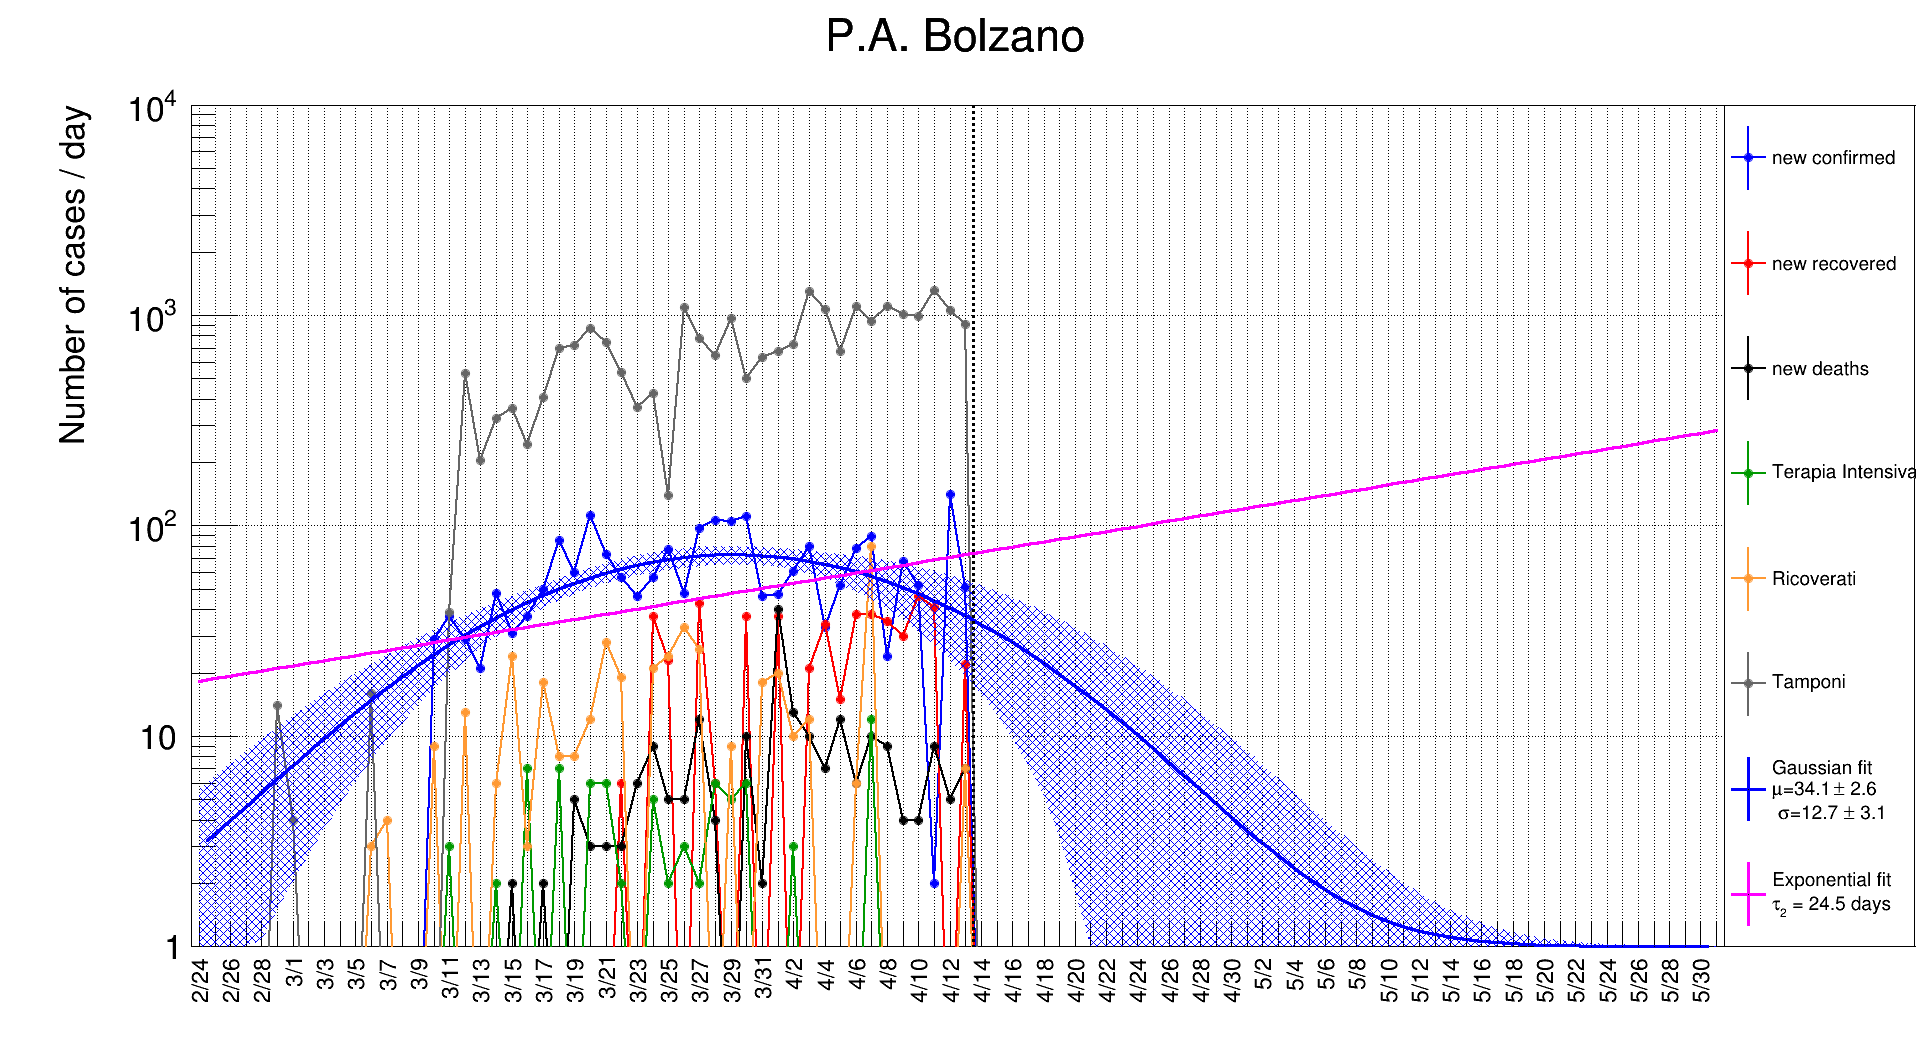 P.A. Bolzano
Number of cases / day
10^4
10^3
10^2
10
1
2/24 2/26 2/28 3/1 3/3 3/5 3/7 3/9 3/11 3/13 3/15 3/17 3/19 3/21 3/23 3/25 3/27 3/29 3/31 4/2 4/4 4/6 4/8 4/10 4/12 4/14 4/16 4/18 4/20 4/22 4/24 4/26 4/28 4/30 5/2 5/4 5/6 5/8 5/10 5/12 5/14 5/16 5/18 5/20 5/22 5/24 5/26 5/28 5/30
new confirmed
new recovered
new deaths
Terapia Intensiva
Ricoverati
Tamponi
Gaussian fit
μ=34.1 ± 2.6
σ=12.7 ± 3.1
Exponential fit
τ₂ = 24.5 days